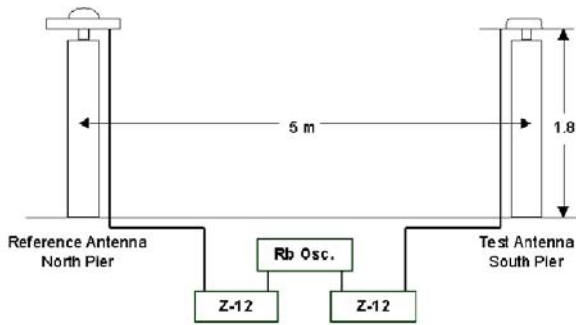 5 m
1.8
Reference Antenna
North Pier
Test Antenna
South Pier
Rb Osc.
Z-12
Z-12